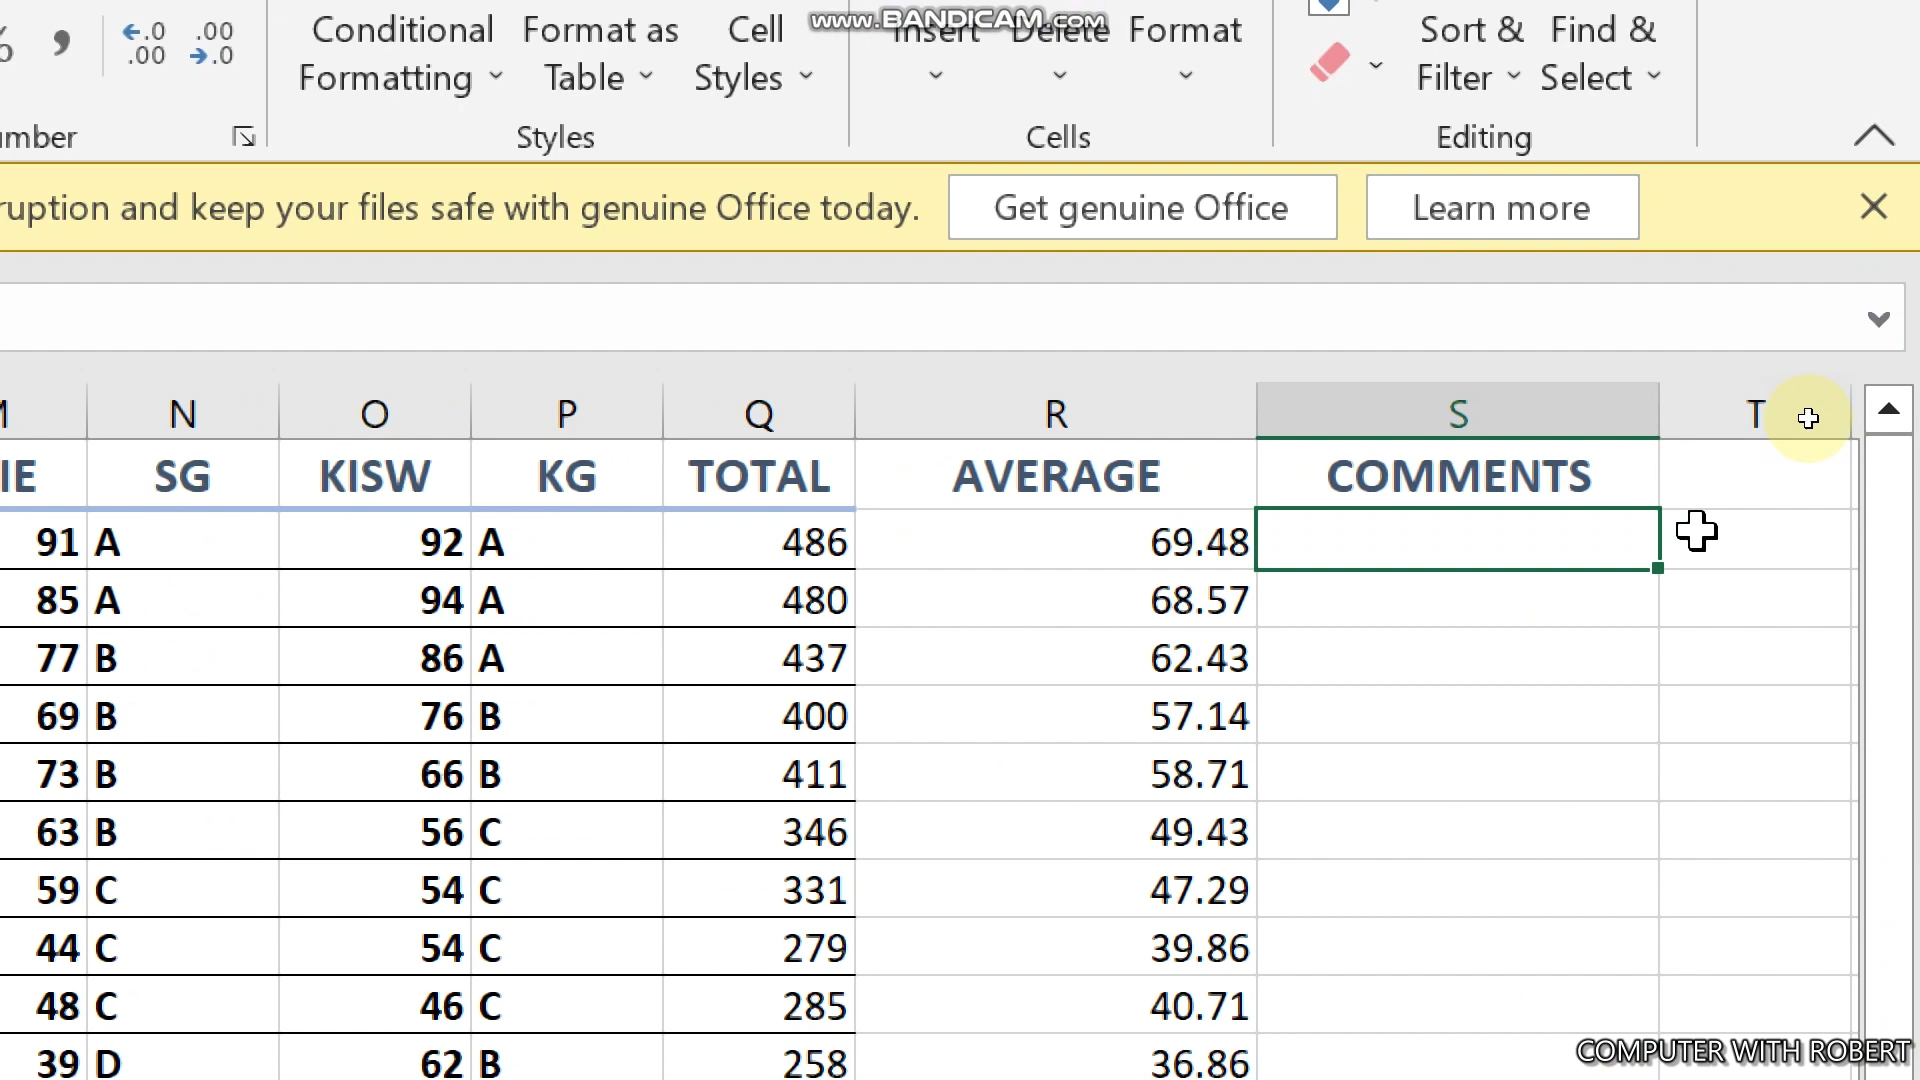 www.BANDICAM.com
Conditional Formatting
Format as Table
Cell Styles
Insert
Delete
Format
Sort & Filter
Find & Select
.0 .00
.00 .0
Styles
Cells
Editing
and keep your files safe with genuine Office today.
Get genuine Office
Learn more
N O P Q R S T
SG KISW KG TOTAL AVERAGE COMMENTS
91 A 92 A 486 69.48
85 A 94 A 480 68.57
77 B 86 A 437 62.43
69 B 76 B 400 57.14
73 B 66 B 411 58.71
63 B 56 C 346 49.43
59 C 54 C 331 47.29
44 C 54 C 279 39.86
48 C 46 C 285 40.71
39 D 62 B 258 36.86
COMPUTER WITH ROBERT